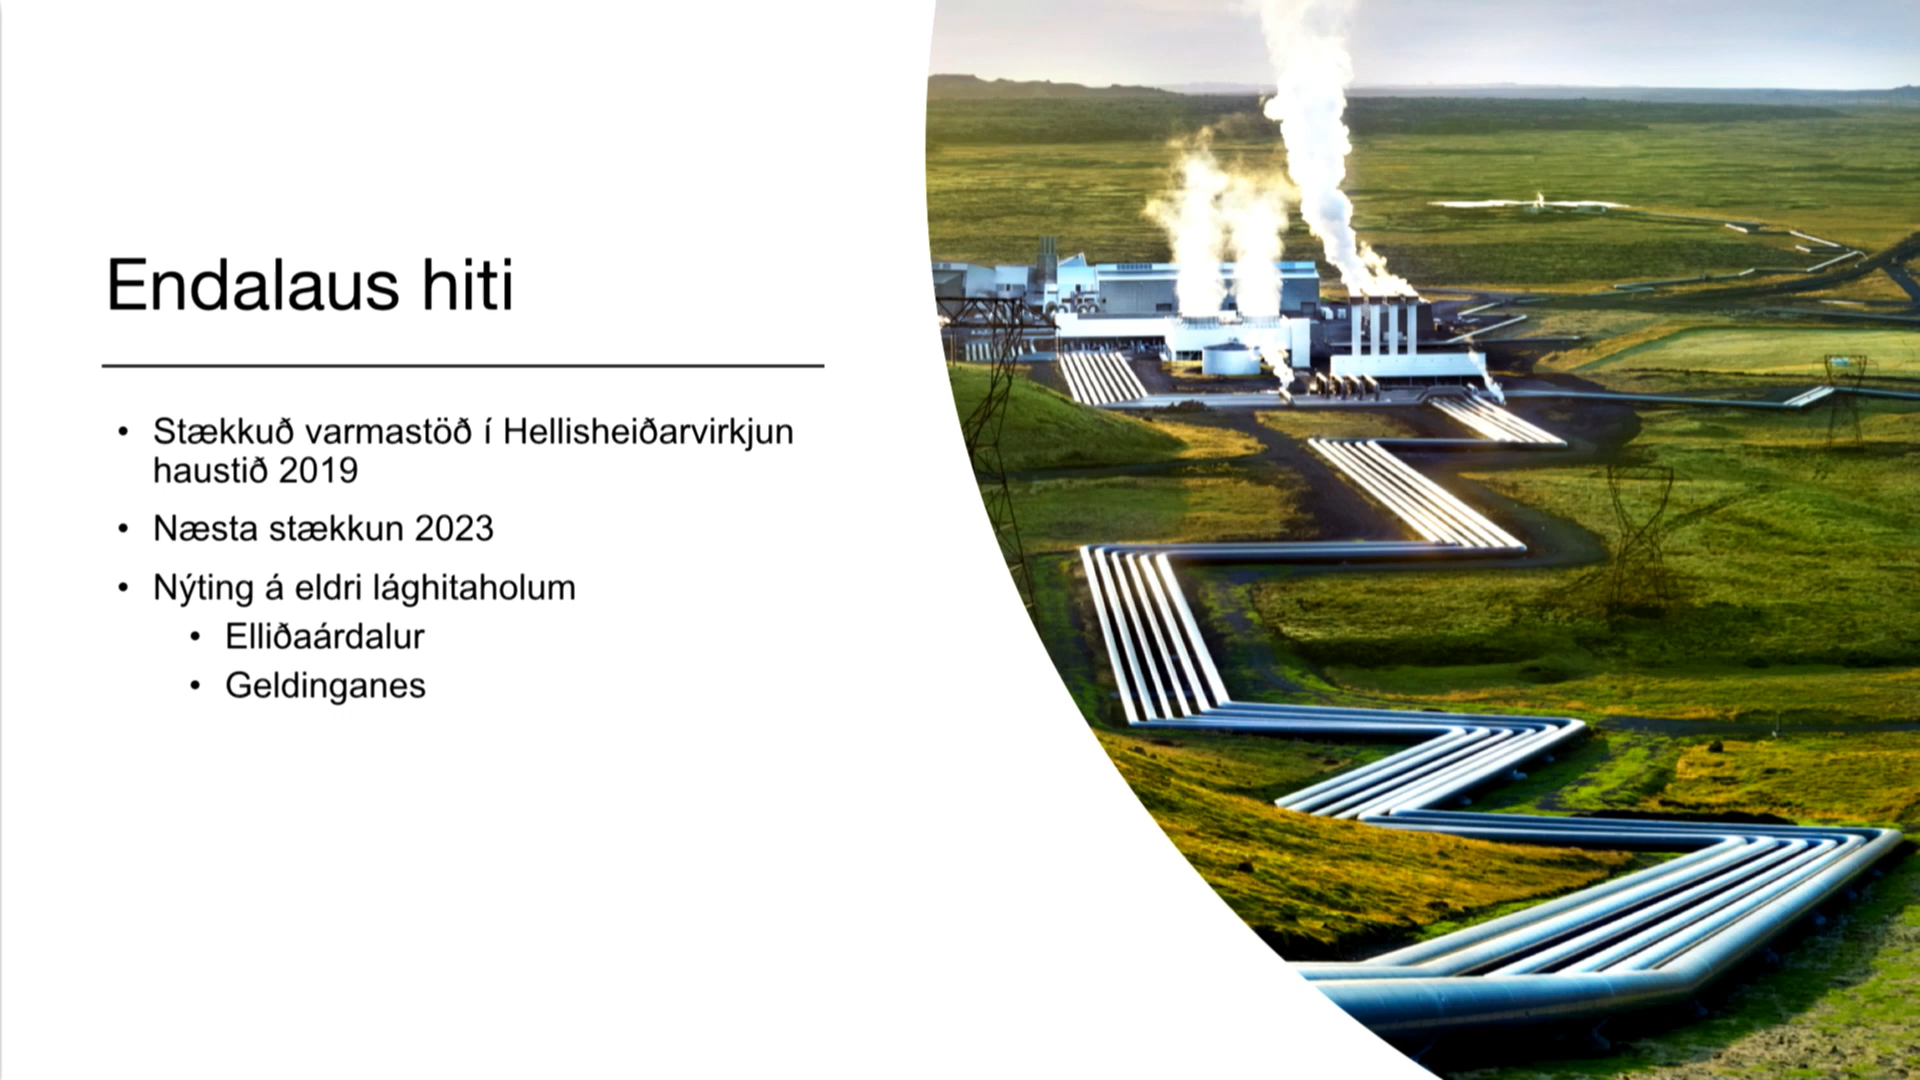 Endalaus hiti
• Stækkuð varmastöð í Hellisheiðarvirkjun
haustið 2019
• Næsta stækkun 2023
• Nýting á eldri lághitaholum
• Elliðaárdalur
• Geldinganes